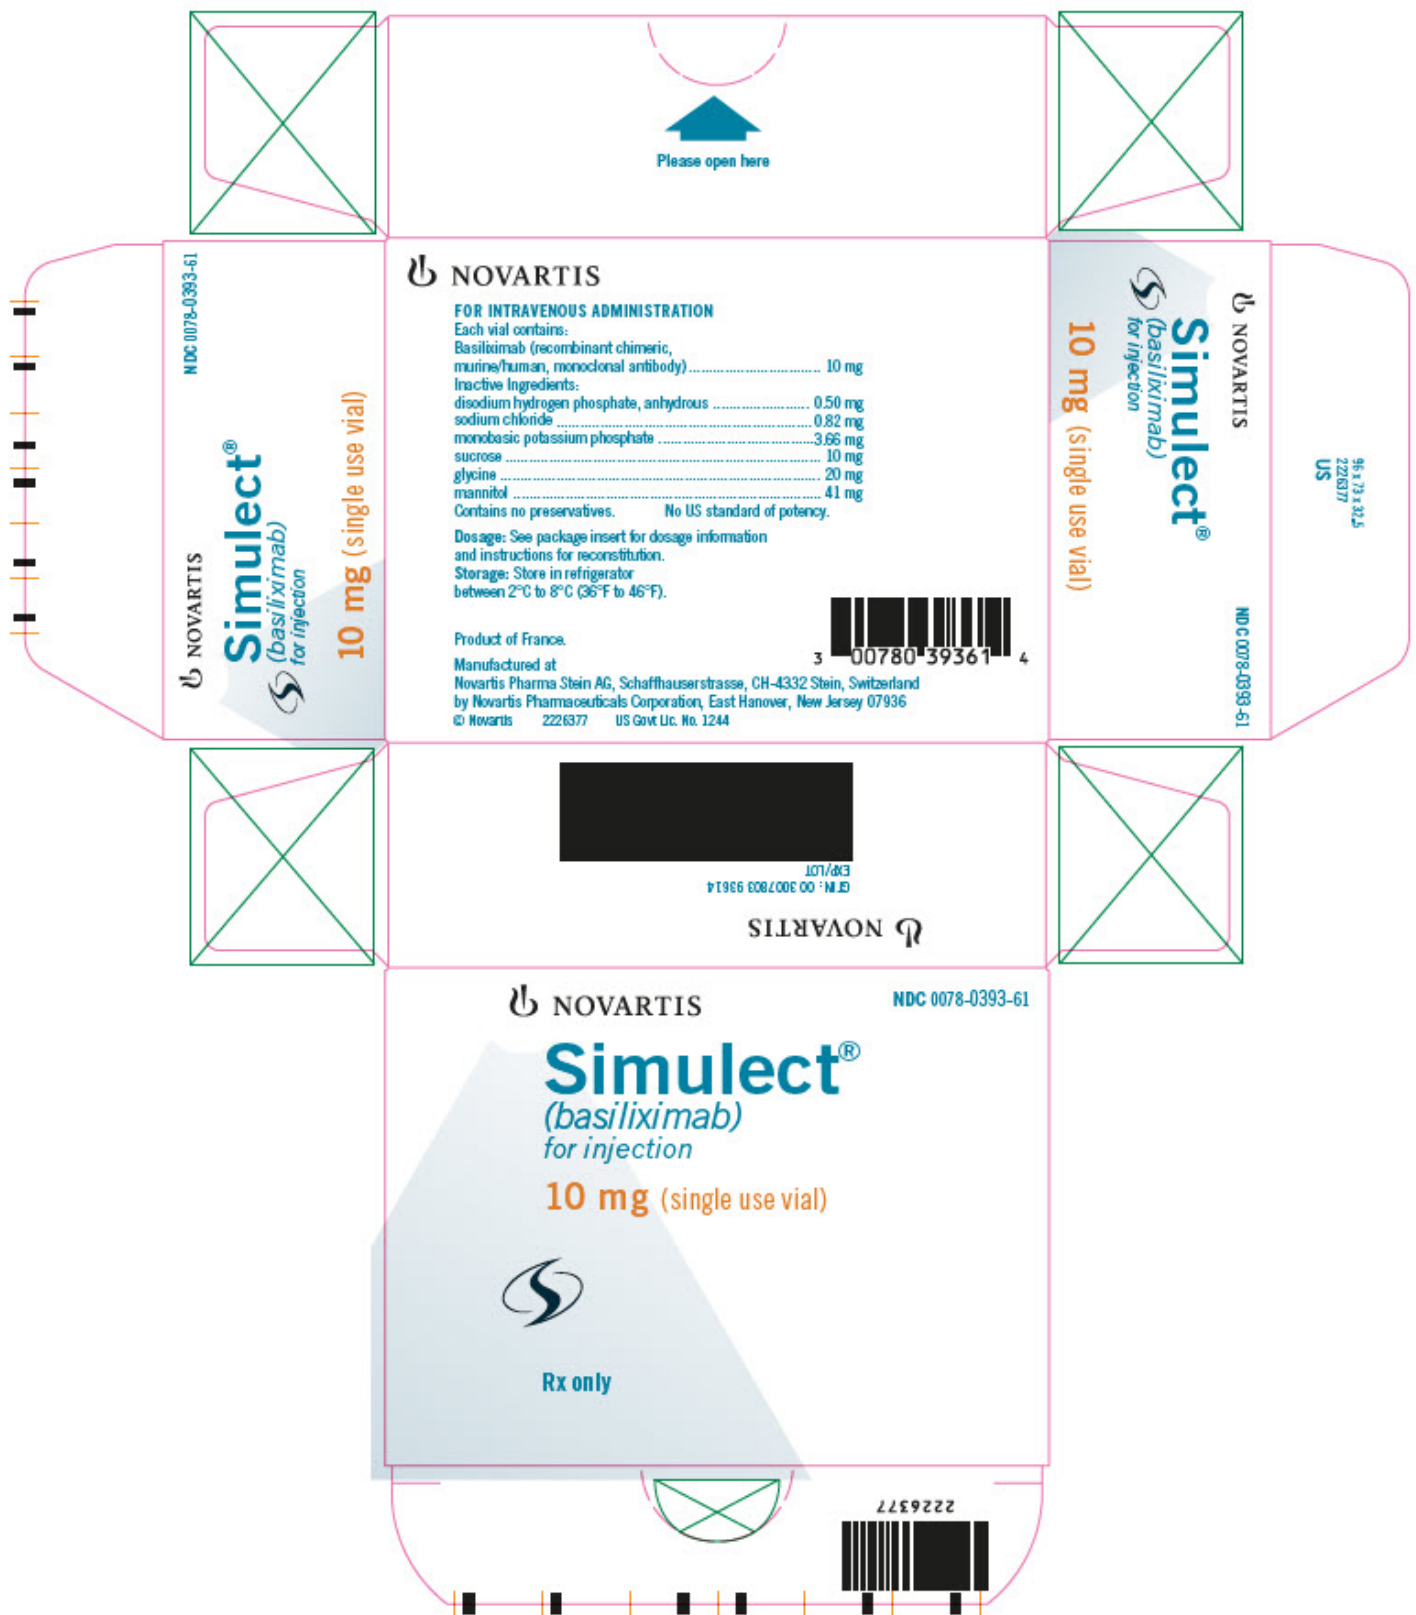 Please open here
NOVARTIS
FOR INTRAVENOUS ADMINISTRATION
Each vial contains:
Basiliximab (recombinant chimeric,
murine/human, monoclonal antibody) ................................ 10 mg
Inactive Ingredients:
disodium hydrogen phosphate, anhydrous ........................ 0.50 mg
sodium chloride ................................................................ 0.82 mg
monobasic potassium phosphate ....................................... 3.66 mg
sucrose ............................................................................... 10 mg
glycine ................................................................................ 20 mg
mannitol .............................................................................. 41 mg
Contains no preservatives. No US standard of potency.
Dosage: See package insert for dosage information
and instructions for reconstitution.
Storage: Store in refrigerator
between 2°C to 8°C (36°F to 46°F).
Product of France.
Manufactured at
Novartis Pharma Stein AG, Schaffhauserstrasse, CH-4332 Stein, Switzerland
by Novartis Pharmaceuticals Corporation, East Hanover, New Jersey 07936
© Novartis 2226377 US Govt Lic. No. 1244
3 00780 39361 4
NDC 0078-0393-61
NOVARTIS
Simulect®
(basiliximab)
for injection
10 mg (single use vial)
NOVARTIS
Simulect®
(basiliximab)
for injection
10 mg (single use vial)
NDC 0078-0393-61
96 x 73 x 32,5
2226377
US
EXP/LOT
GTIN: 00 3007803 93614
NOVARTIS
NOVARTIS
NDC 0078-0393-61
Simulect®
(basiliximab)
for injection
10 mg (single use vial)
Rx only
2226377